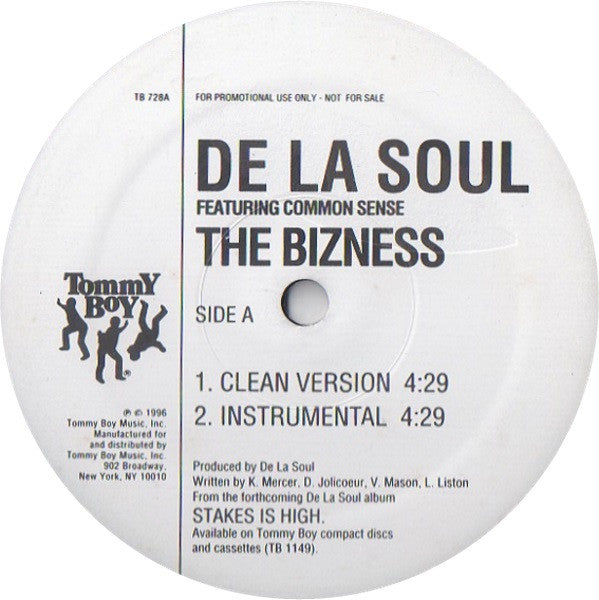 TB 728A
FOR PROMOTIONAL USE ONLY - NOT FOR SALE
DE LA SOUL
FEATURING COMMON SENSE
THE BIZNESS
Tommy
Boy
SIDE A
1. CLEAN VERSION 4:29
2. INSTRUMENTAL 4:29
℗ © 1996
Tommy Boy Music, Inc.
Manufactured for
and distributed by
Tommy Boy Music, Inc.
902 Broadway,
New York, NY 10010
Produced by De La Soul
Written by K. Mercer, D. Jolicoeur, V. Mason, L. Liston
From the forthcoming De La Soul album
STAKES IS HIGH.
Available on Tommy Boy compact discs
and cassettes (TB 1149).